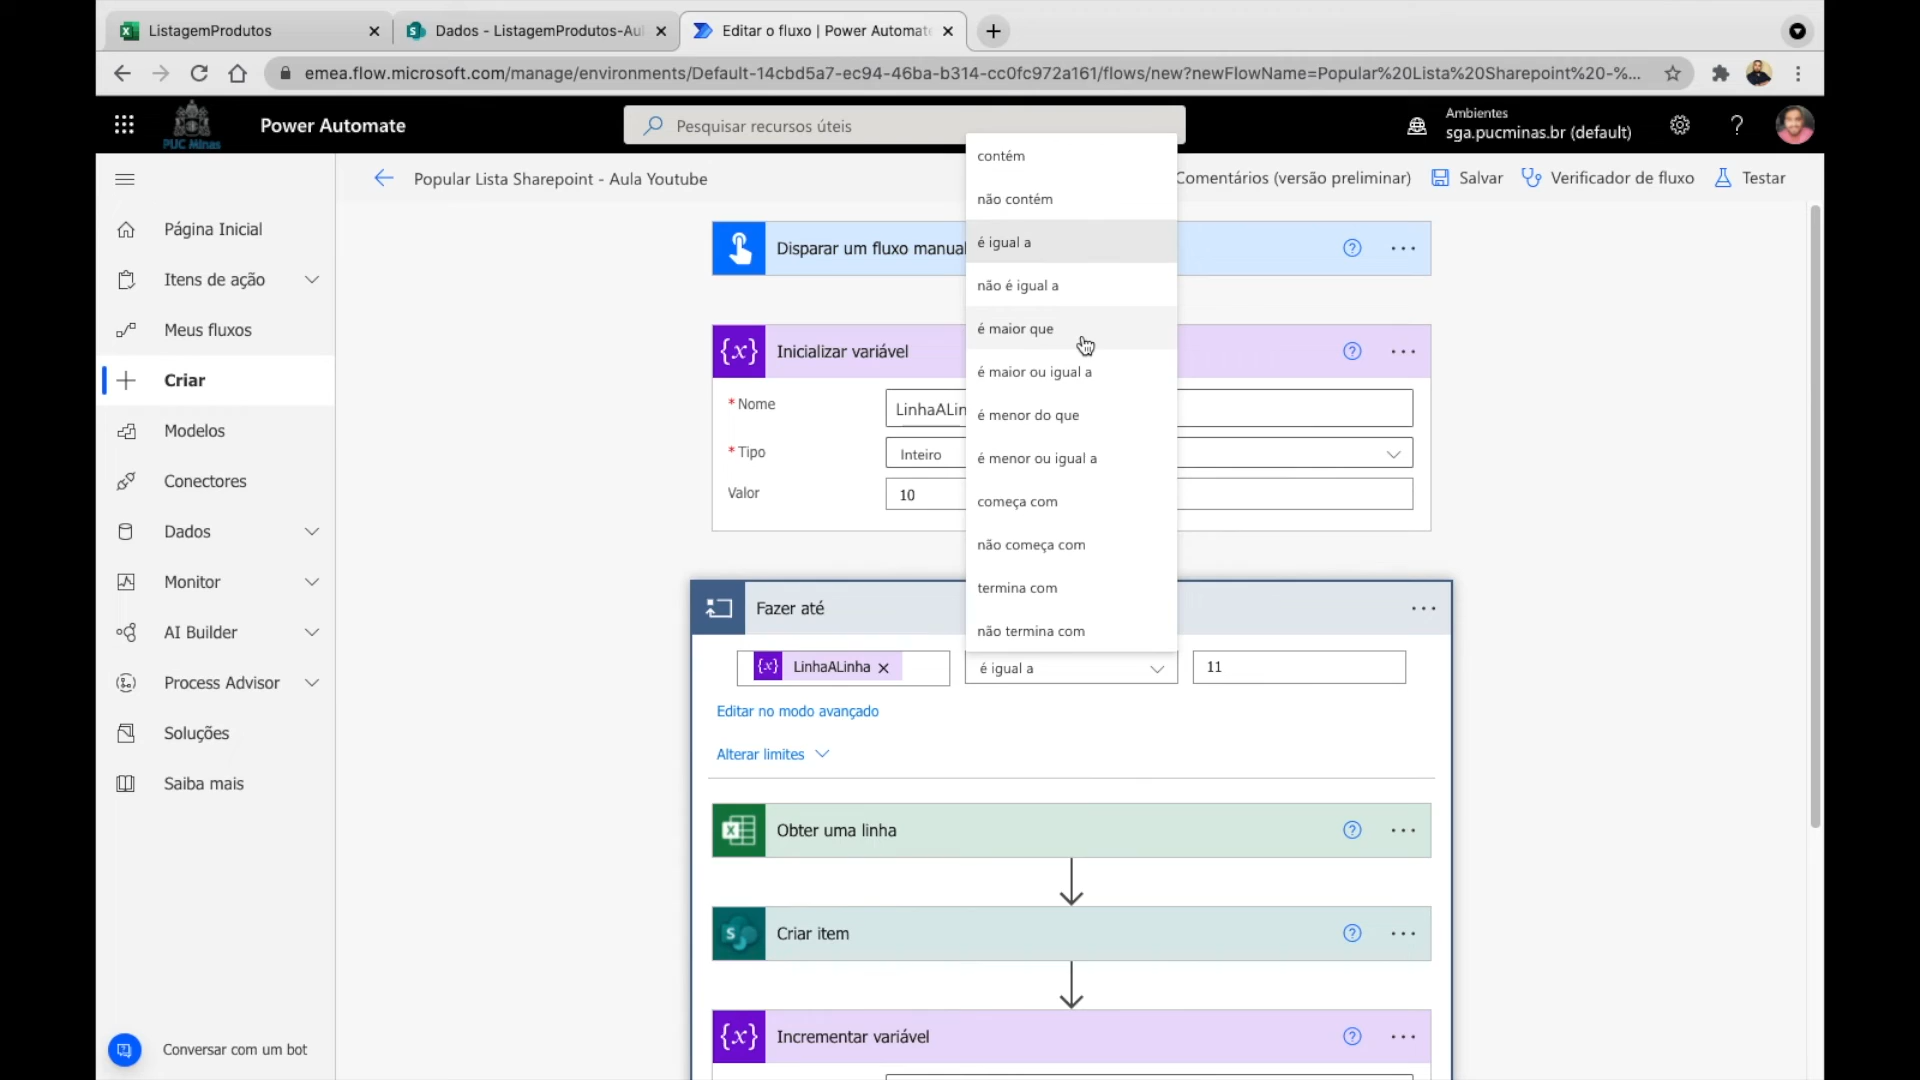 ListagemProdutos
Dados - ListagemProdutos-Au
Editar o fluxo | Power Automate
emea.flow.microsoft.com/manage/environments/Default-14cbd5a7-ec94-46ba-b314-cc0fc972a161/flows/new?newFlowName=Popular%20Lista%20Sharepoint%20-%...
PUC Minas
Power Automate
Pesquisar recursos úteis
Ambientes
sga.pucminas.br (default)
Popular Lista Sharepoint - Aula Youtube
Comentários (versão preliminar)
Salvar
Verificador de fluxo
Testar
Página Inicial
Itens de ação
Meus fluxos
Criar
Modelos
Conectores
Dados
Monitor
AI Builder
Process Advisor
Soluções
Saiba mais
Conversar com um bot
contém
não contém
é igual a
não é igual a
é maior que
é maior ou igual a
é menor do que
é menor ou igual a
começa com
não começa com
termina com
não termina com
Disparar um fluxo manual
{x} Inicializar variável
* Nome
LinhaALin
* Tipo
Inteiro
Valor
10
Fazer até
{x} LinhaALinha
é igual a
11
Editar no modo avançado
Alterar limites
Obter uma linha
Criar item
{x} Incrementar variável